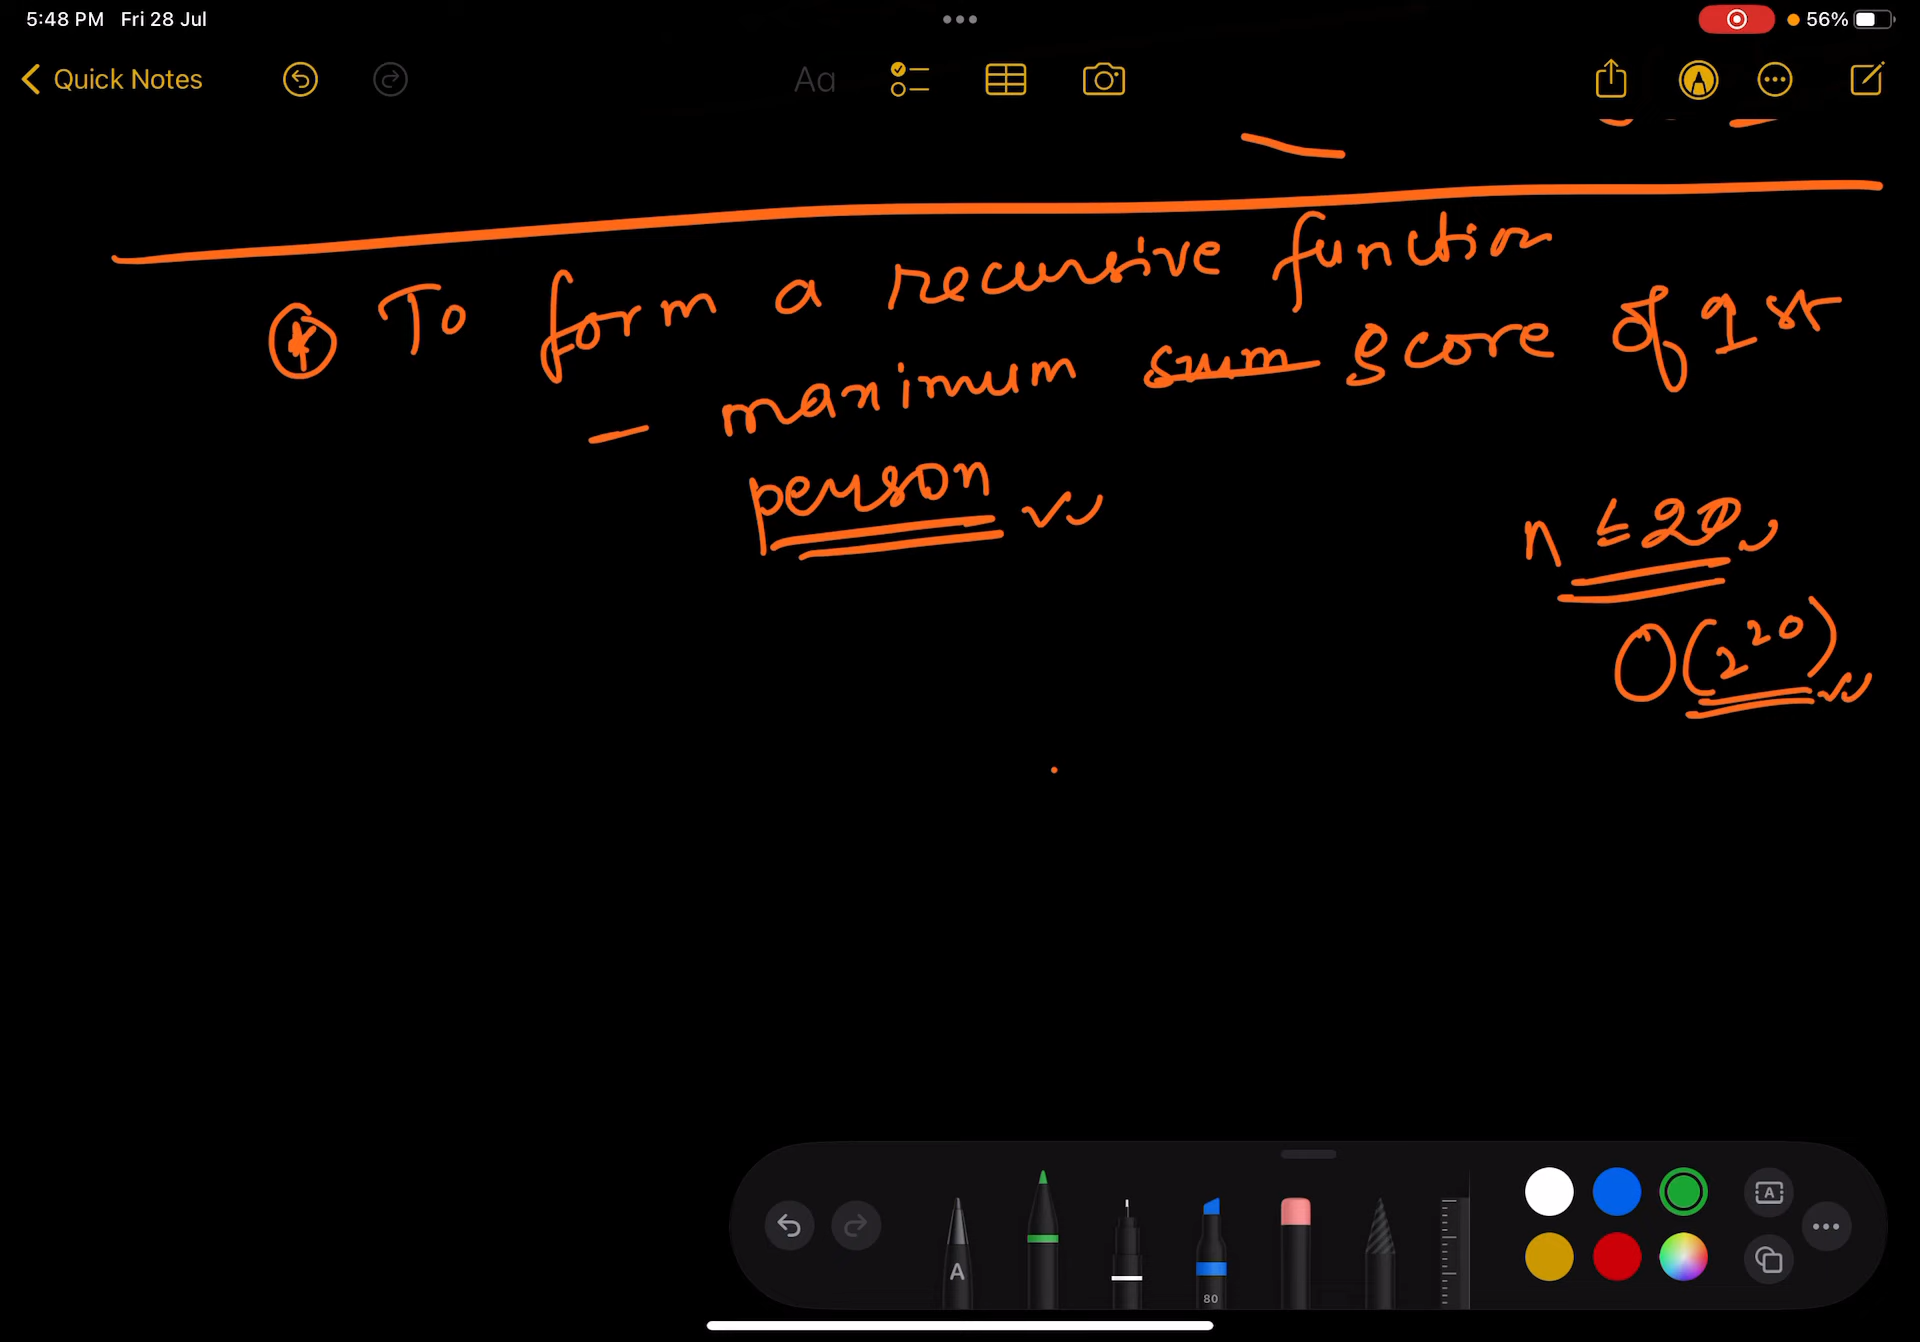 5:48 PM Fri 28 Jul
56%
Quick Notes
Aa
* To form a recursive function
— maximum sum score of 1st
person
n ≤ 20
O(2^20)
A
80
A